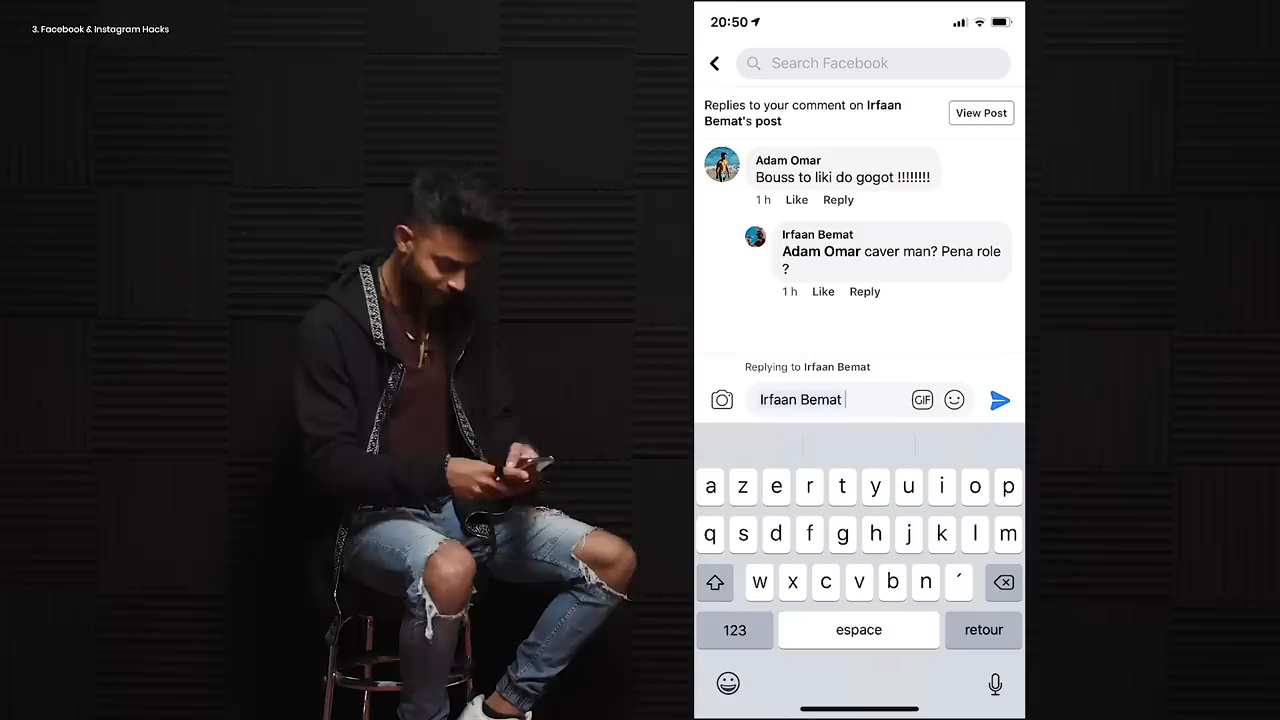 3. Facebook & Instagram Hacks
20:50
Search Facebook
Replies to your comment on Irfaan
Bemat's post
View Post
Adam Omar
Bouss to liki do gogot !!!!!!!!
1 h Like Reply
Irfaan Bemat
Adam Omar caver man? Pena role
?
1 h Like Reply
Replying to Irfaan Bemat
Irfaan Bemat
GIF
a z e r t y u i o p
q s d f g h j k l m
w x c v b n ´
123 espace retour